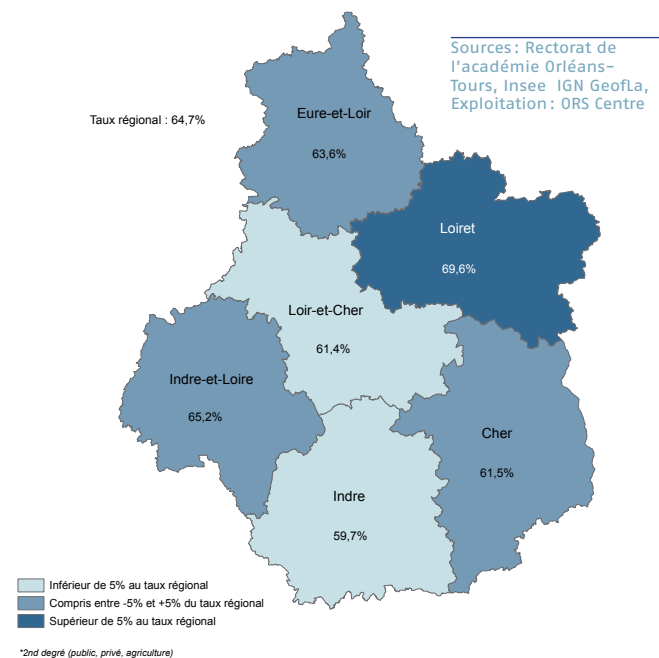 Sources : Rectorat de
l'académie Orléans-
Tours, Insee IGN GeofLa,
Exploitation : ORS Centre
Taux régional : 64,7%
Eure-et-Loir
63,6%
Loiret
69,6%
Loir-et-Cher
61,4%
Indre-et-Loire
65,2%
Cher
61,5%
Indre
59,7%
Inférieur de 5% au taux régional
Compris entre -5% et +5% du taux régional
Supérieur de 5% au taux régional
*2nd degré (public, privé, agriculture)